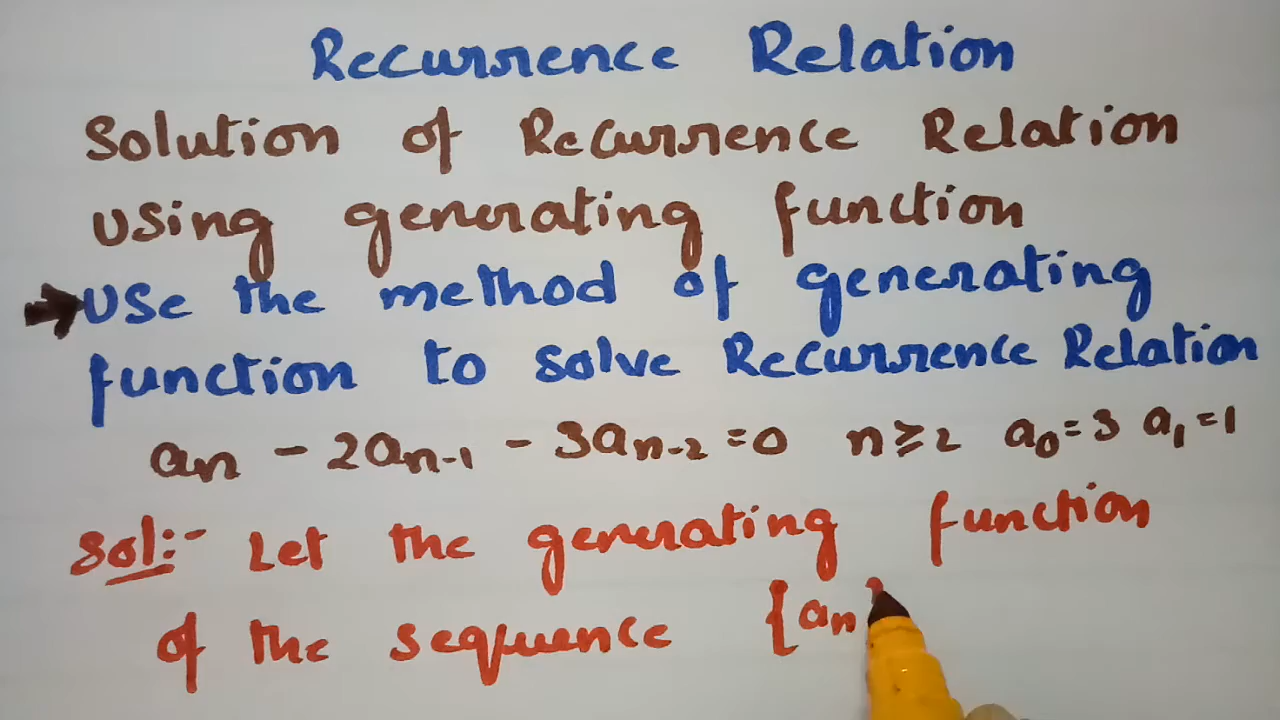 Recurrence Relation
Solution of Recurrence Relation
using generating function
Use the method of generating
function to solve Recurrence Relation
aₙ - 2aₙ₋₁ - 3aₙ₋₂ = 0 n ≥ 2 a₀ = 3 a₁ = 1
Sol:- Let the generating function
of the sequence {aₙ